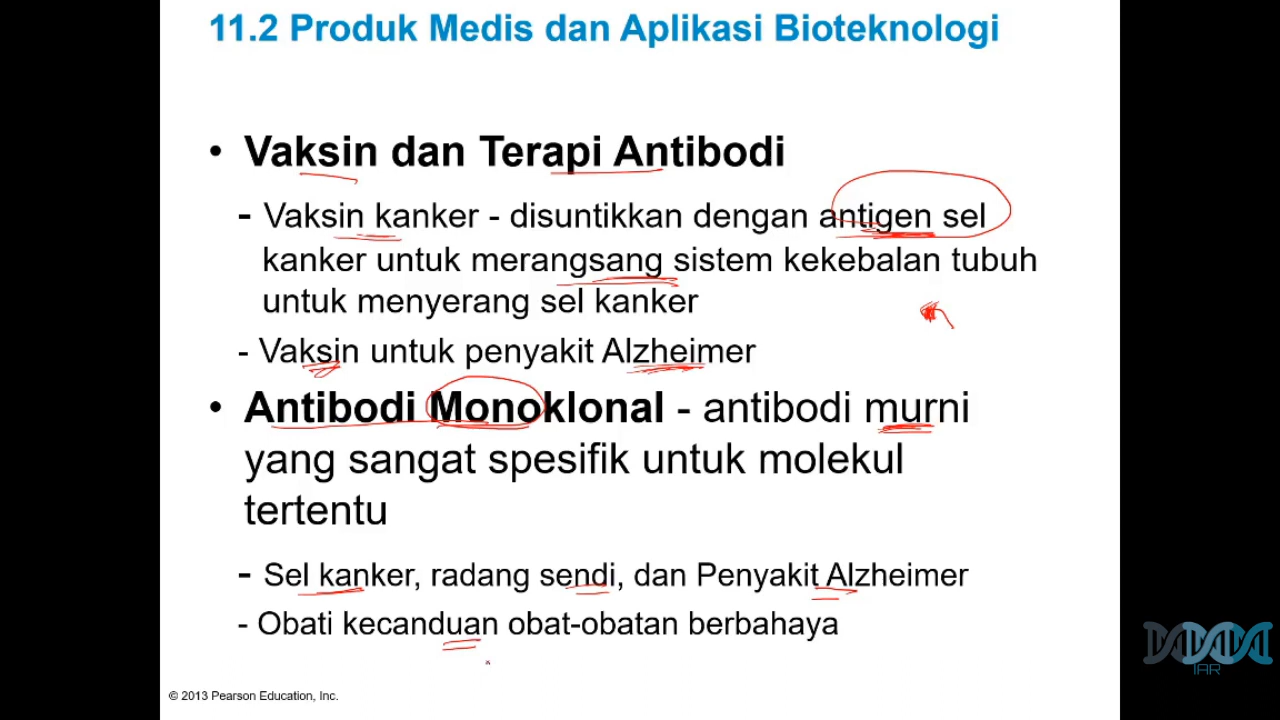 11.2 Produk Medis dan Aplikasi Bioteknologi
• Vaksin dan Terapi Antibodi
- Vaksin kanker - disuntikkan dengan antigen sel
kanker untuk merangsang sistem kekebalan tubuh
untuk menyerang sel kanker
- Vaksin untuk penyakit Alzheimer
• Antibodi Monoklonal - antibodi murni
yang sangat spesifik untuk molekul
tertentu
- Sel kanker, radang sendi, dan Penyakit Alzheimer
- Obati kecanduan obat-obatan berbahaya
© 2013 Pearson Education, Inc.
IAR